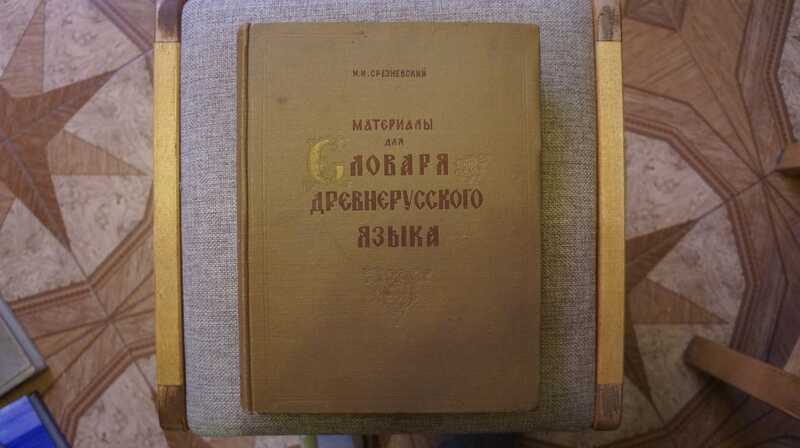 И.И.СРЕЗНЕВСКИЙ
МАТЕРИАЛЫ
ДЛЯ
СЛОВАРЯ
ДРЕВНЕРУССКОГО
ЯЗЫКА